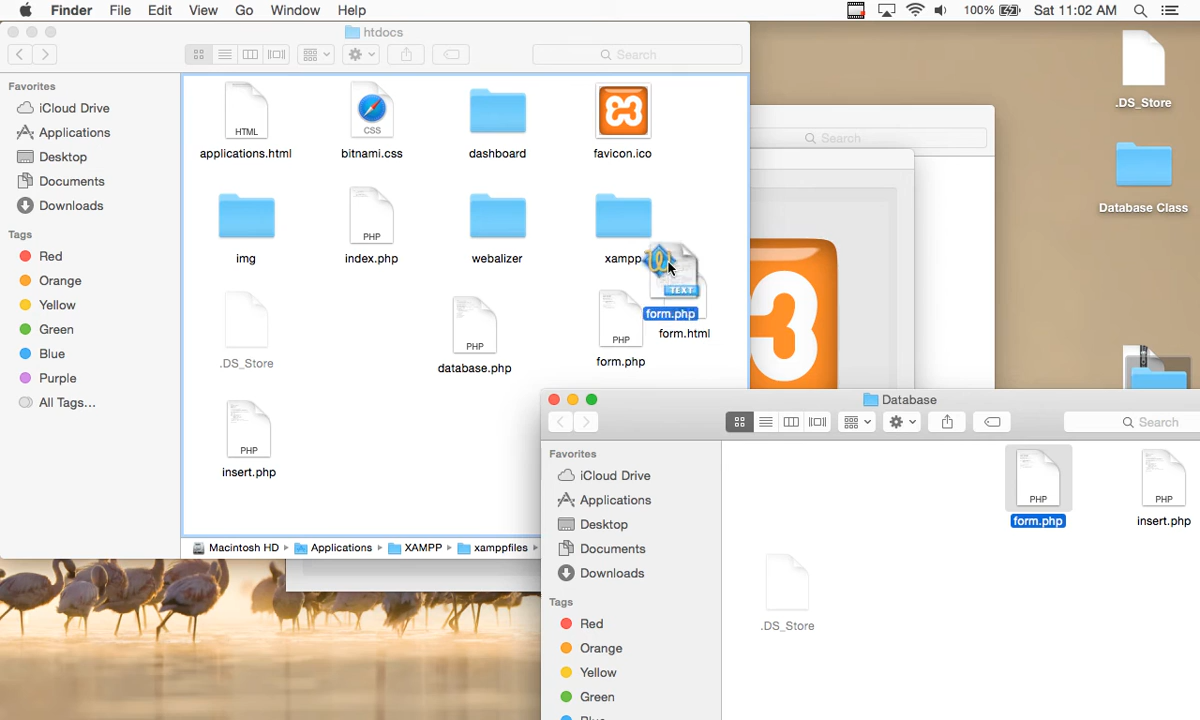 Finder File Edit View Go Window Help 100% Sat 11:02 AM
htdocs
Search
Favorites
iCloud Drive
Applications
Desktop
Documents
Downloads
Tags
Red
Orange
Yellow
Green
Blue
Purple
All Tags...
HTML
applications.html
CSS
bitnami.css
dashboard
favicon.ico
img
PHP
index.php
webalizer
xampp
TEXT
form.php
form.html
.DS_Store
PHP
database.php
PHP
form.php
PHP
insert.php
Macintosh HD Applications XAMPP xamppfiles
Search
.DS_Store
Database Class
Database
Search
Favorites
iCloud Drive
Applications
Desktop
Documents
Downloads
Tags
Red
Orange
Yellow
Green
PHP
form.php
PHP
insert.php
.DS_Store